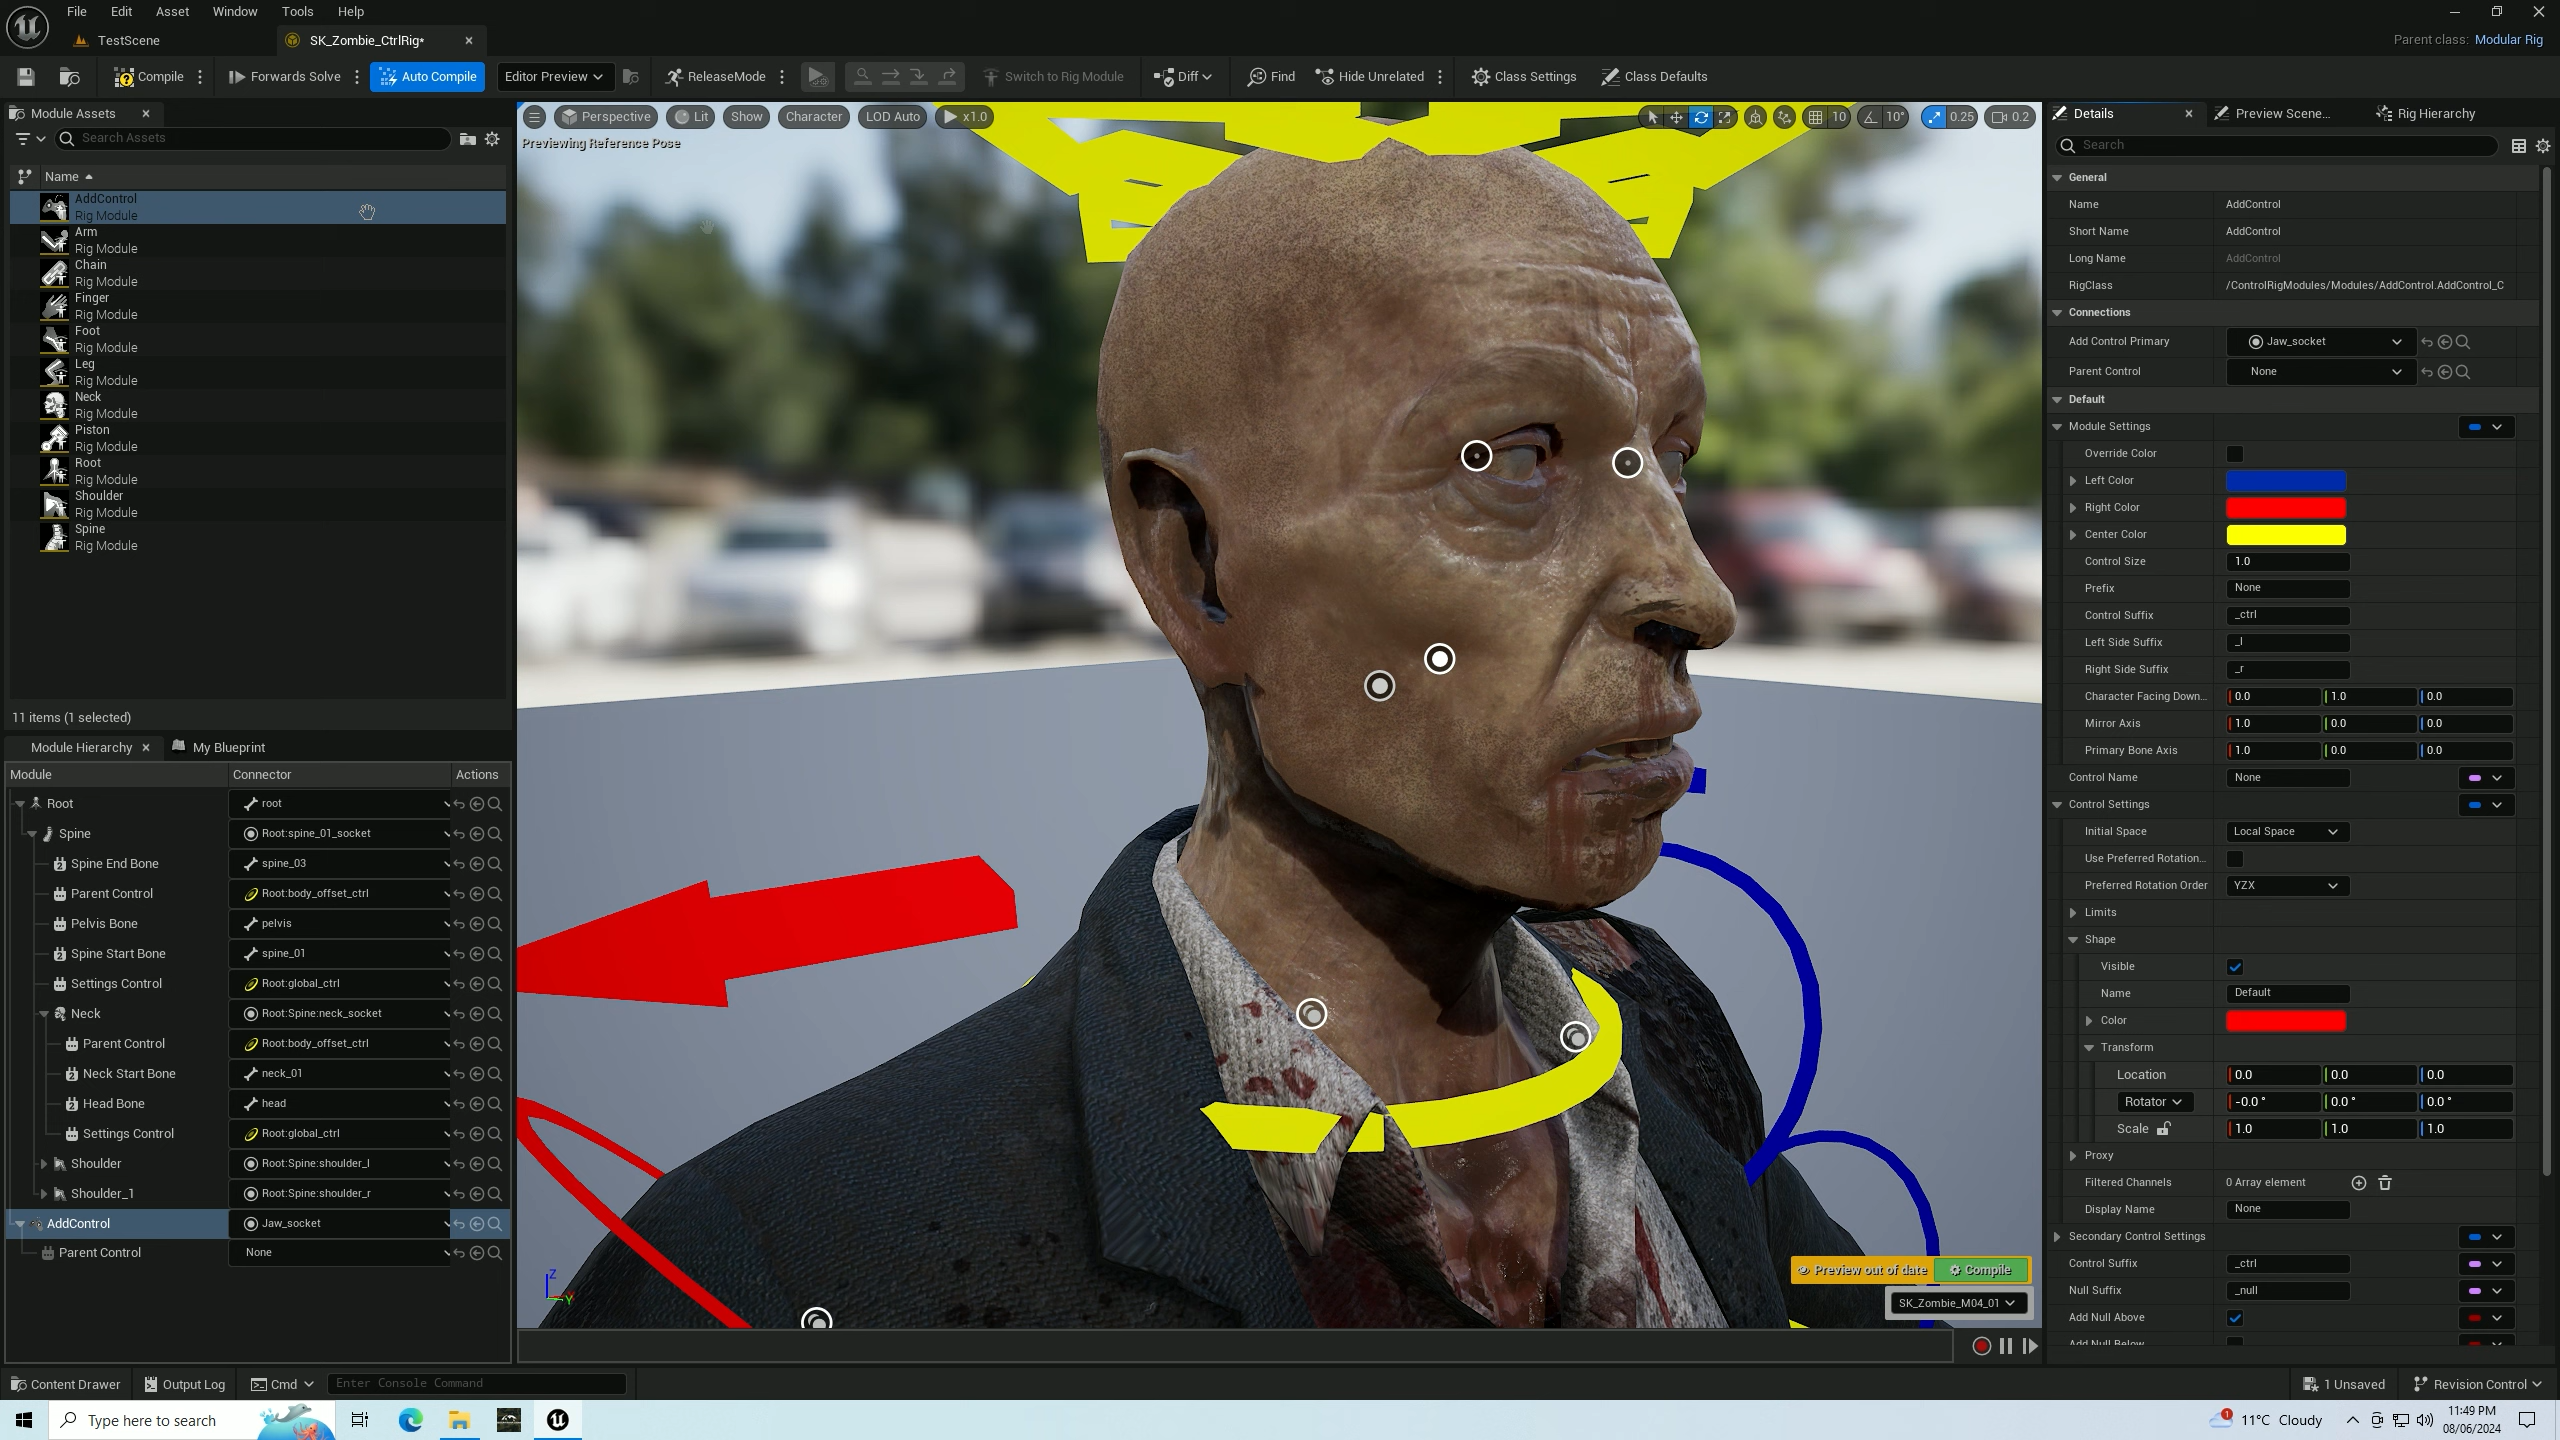 File Edit Asset Window Tools Help
TestScene
SK_Zombie_CtrlRig*
Parent class: Modular Rig
Compile
Forwards Solve
Auto Compile
Editor Preview
ReleaseMode
Switch to Rig Module
Diff
Find
Hide Unrelated
Class Settings
Class Defaults
Module Assets
Search Assets
Name
AddControl
Rig Module
Arm
Rig Module
Chain
Rig Module
Finger
Rig Module
Foot
Rig Module
Leg
Rig Module
Neck
Rig Module
Piston
Rig Module
Root
Rig Module
Shoulder
Rig Module
Spine
Rig Module
11 items (1 selected)
Module Hierarchy
My Blueprint
Module Connector Actions
Root root
Spine Root:spine_01_socket
Spine End Bone spine_03
Parent Control Root:body_offset_ctrl
Pelvis Bone pelvis
Spine Start Bone spine_01
Settings Control Root:global_ctrl
Neck Root:Spine:neck_socket
Parent Control Root:body_offset_ctrl
Neck Start Bone neck_01
Head Bone head
Settings Control Root:global_ctrl
Shoulder Root:Spine:shoulder_l
Shoulder_1 Root:Spine:shoulder_r
AddControl Jaw_socket
Parent Control None
Perspective Lit Show Character LOD Auto x1.0
10 10° 0.25 0.2
Previewing Reference Pose
Z
Y
Preview out of date Compile
SK_Zombie_M04_01
Details
Preview Scene...
Rig Hierarchy
Search
General
Name AddControl
Short Name AddControl
Long Name AddControl
RigClass /ControlRigModules/Modules/AddControl.AddControl_C
Connections
Add Control Primary Jaw_socket
Parent Control None
Default
Module Settings
Override Color
Left Color
Right Color
Center Color
Control Size 1.0
Prefix None
Control Suffix _ctrl
Left Side Suffix _l
Right Side Suffix _r
Character Facing Down... 0.0 1.0 0.0
Mirror Axis 1.0 0.0 0.0
Primary Bone Axis 1.0 0.0 0.0
Control Name None
Control Settings
Initial Space Local Space
Use Preferred Rotation...
Preferred Rotation Order YZX
Limits
Shape
Visible
Name Default
Color
Transform
Location 0.0 0.0 0.0
Rotator -0.0 ° 0.0 ° 0.0 °
Scale 1.0 1.0 1.0
Proxy
Filtered Channels 0 Array element
Display Name None
Secondary Control Settings
Control Suffix _ctrl
Null Suffix _null
Add Null Above
Add Null Below
Content Drawer
Output Log
Cmd
Enter Console Command
1 Unsaved
Revision Control
Type here to search
1
11°C Cloudy
11:49 PM
08/06/2024